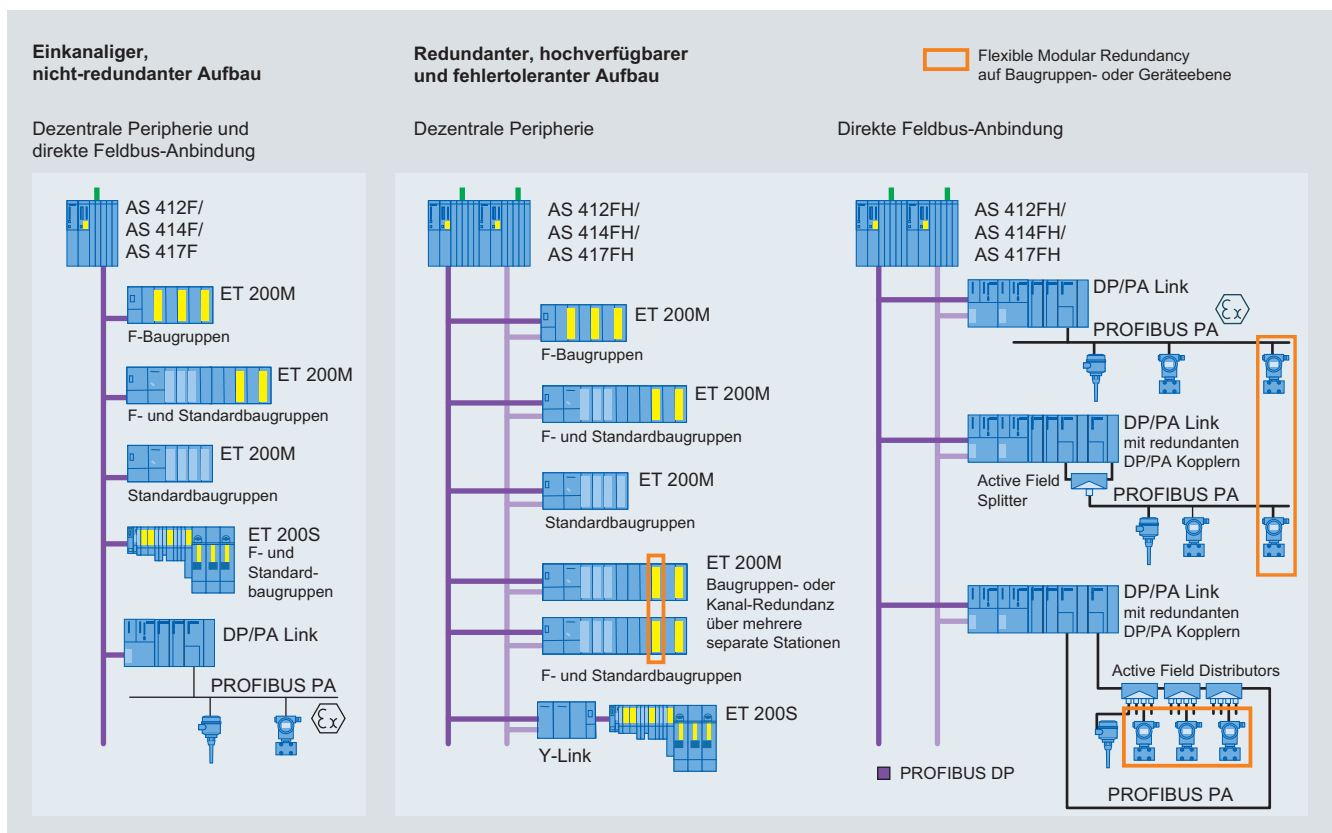 Einkanaliger,
nicht-redundanter Aufbau
Dezentrale Peripherie und
direkte Feldbus-Anbindung
AS 412F/
AS 414F/
AS 417F
ET 200M
F-Baugruppen
ET 200M
F- und Standardbaugruppen
ET 200M
Standardbaugruppen
ET 200S
F- und
Standard-
baugruppen
DP/PA Link
PROFIBUS PA
εx
Redundanter, hochverfügbarer
und fehlertoleranter Aufbau
Dezentrale Peripherie
AS 412FH/
AS 414FH/
AS 417FH
ET 200M
F-Baugruppen
ET 200M
F- und Standardbaugruppen
ET 200M
Standardbaugruppen
ET 200M
Baugruppen- oder
Kanal-Redundanz
über mehrere
separate Stationen
F- und Standardbaugruppen
ET 200S
Y-Link
Flexible Modular Redundancy
auf Baugruppen- oder Geräteebene
Direkte Feldbus-Anbindung
AS 412FH/
AS 414FH/
AS 417FH
DP/PA Link
εx
PROFIBUS PA
DP/PA Link
mit redundanten
DP/PA Kopplern
Active Field
Splitter
PROFIBUS PA
DP/PA Link
mit redundanten
DP/PA Kopplern
Active Field Distributors
PROFIBUS DP
PROFIBUS PA